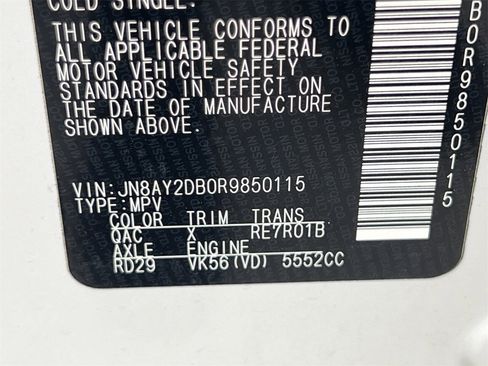 COLD SINGLE.
THIS VEHICLE CONFORMS TO
ALL APPLICABLE FEDERAL
MOTOR VEHICLE SAFETY
STANDARDS IN EFFECT ON
THE DATE OF MANUFACTURE
SHOWN ABOVE.
VIN:JN8AY2DB0R9850115
TYPE:MPV
COLOR TRIM TRANS
QAC X RE7R01B
AXLE ENGINE
RD29 VK56(VD) 5552CC
B0R9850115